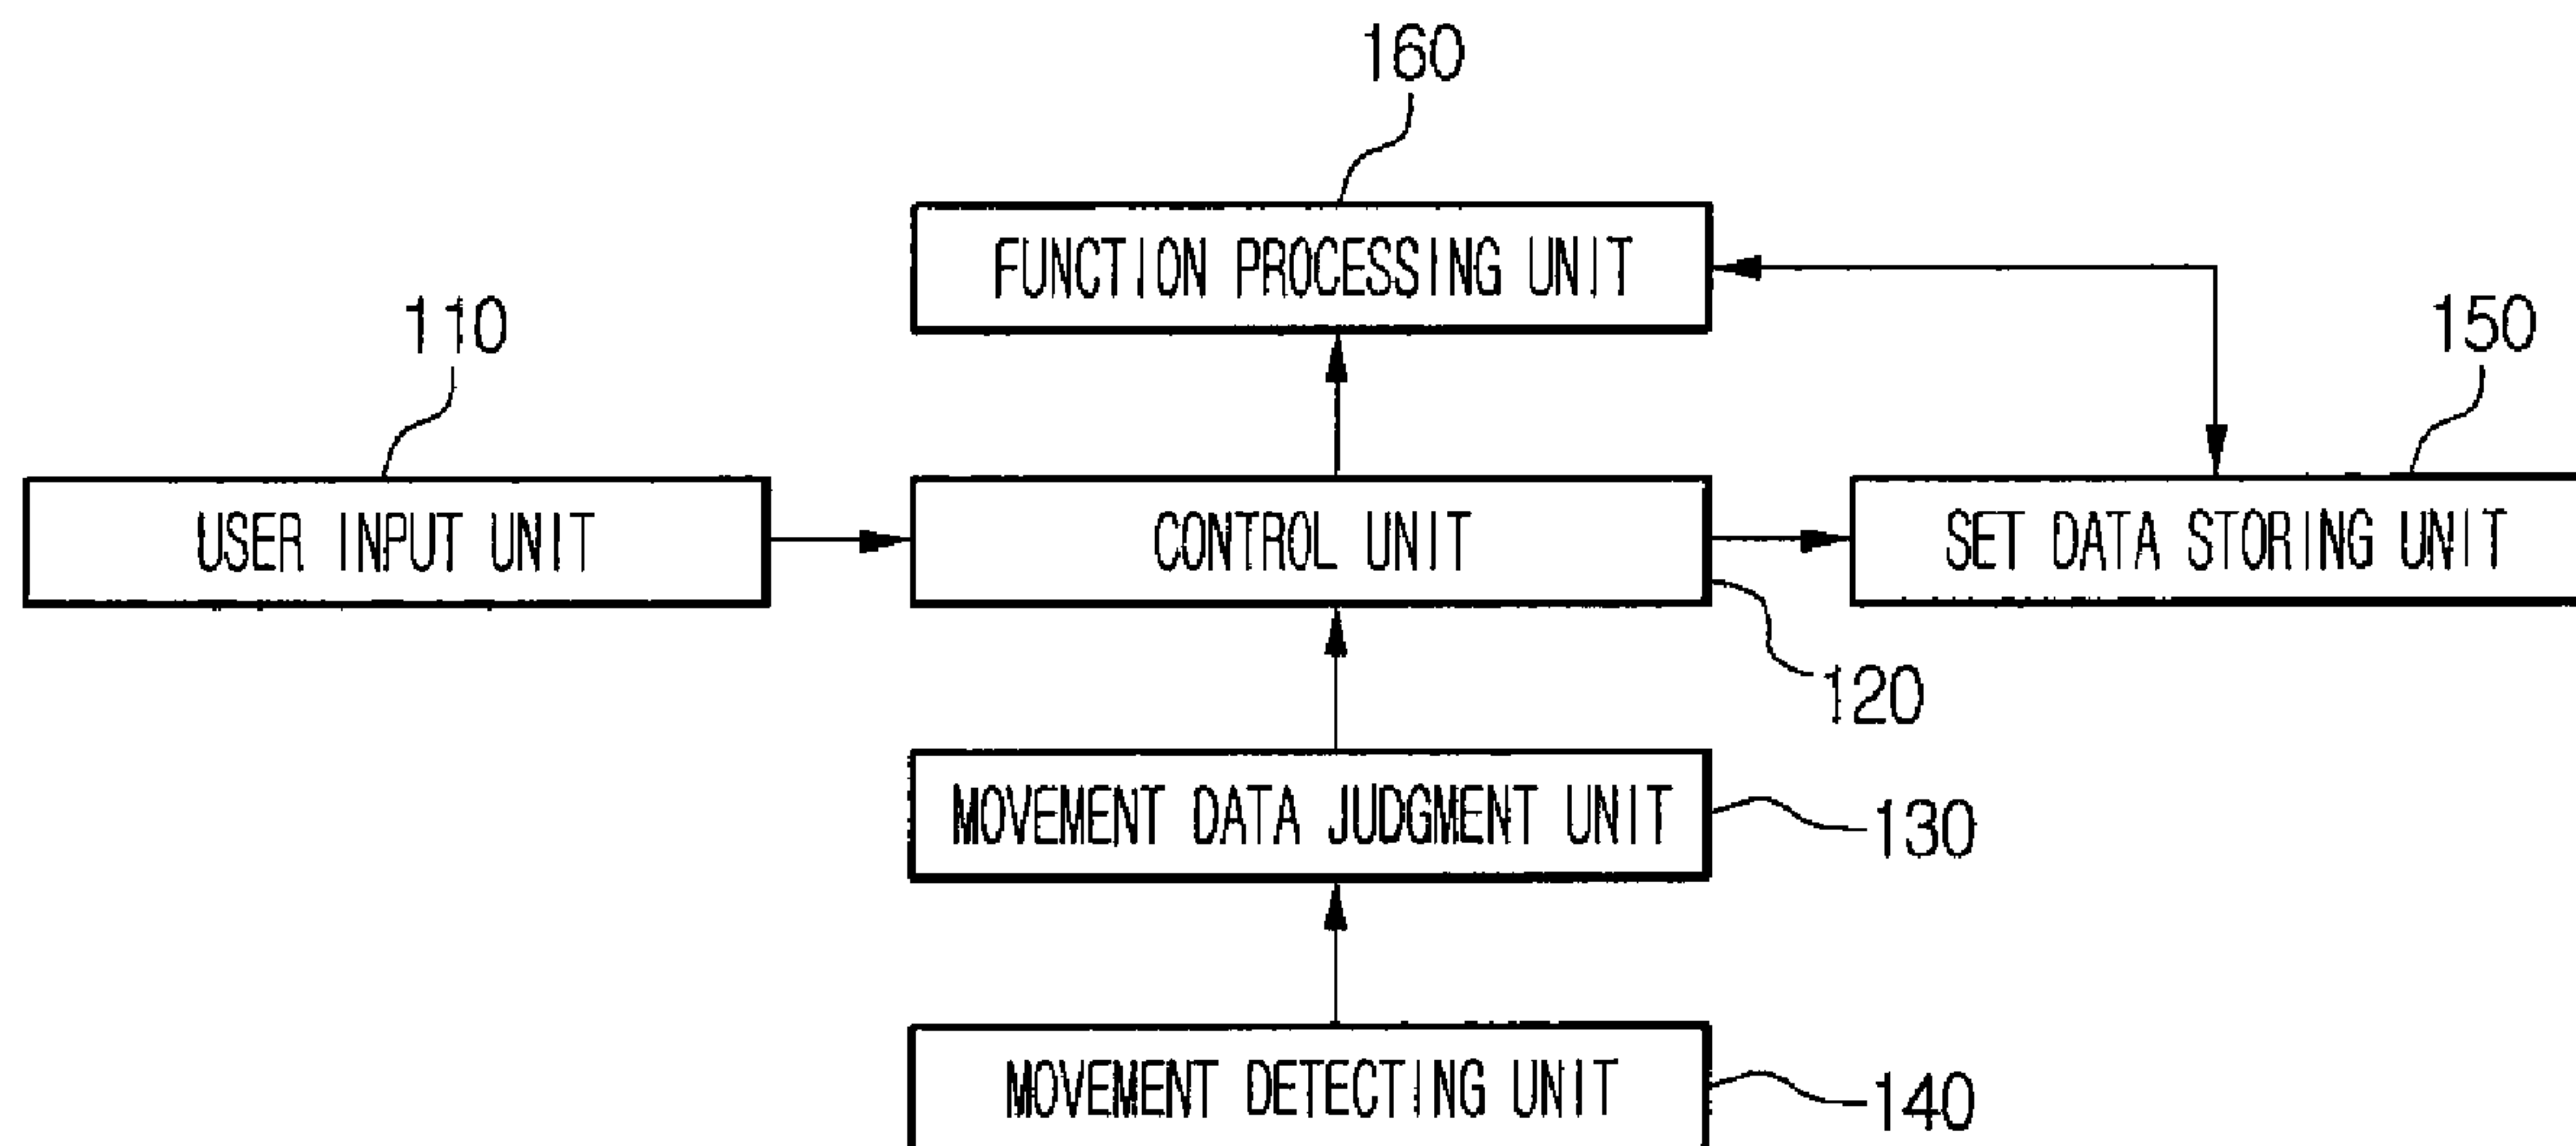 160
FUNCTION PROCESSING UNIT
110
150
USER INPUT UNIT
CONTROL UNIT
SET DATA STORING UNIT
120
MOVEMENT DATA JUDGMENT UNIT
130
MOVEMENT DETECTING UNIT
140